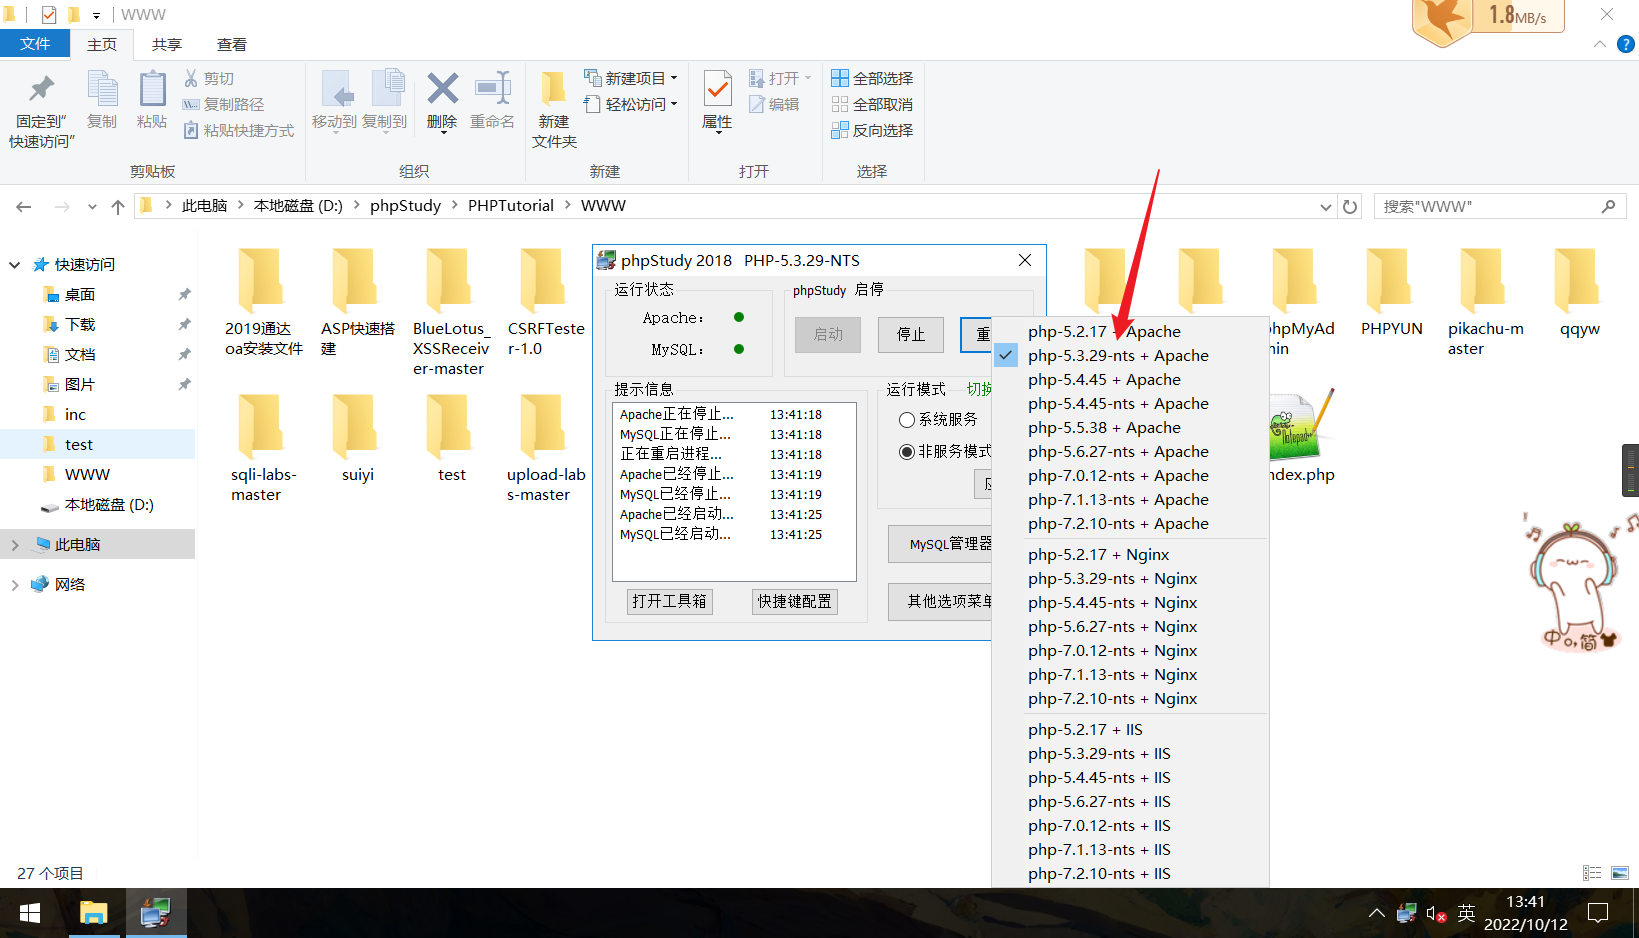 WWW
1.8MB/s
文件
主页
共享
查看
固定到“
快速访问”
复制
粘贴
剪切
复制路径
粘贴快捷方式
剪贴板
移动到
复制到
删除
重命名
组织
新建
文件夹
新建项目
轻松访问
新建
属性
打开
编辑
打开
全部选择
全部取消
反向选择
选择
此电脑
本地磁盘 (D:)
phpStudy
PHPTutorial
WWW
搜索"WWW"
快速访问
桌面
下载
文档
图片
inc
test
WWW
本地磁盘 (D:)
此电脑
网络
2019通达
oa安装文件
ASP快速搭
建
BlueLotus_
XSSReceiv
er-master
CSRFTeste
r-1.0
hpMyAd
nin
PHPYUN
pikachu-m
aster
qqyw
sqli-labs-
master
suiyi
test
upload-lab
s-master
ndex.php
phpStudy 2018 PHP-5.3.29-NTS
运行状态
Apache:
MySQL:
phpStudy 启停
启动
停止
重
提示信息
Apache正在停止... 13:41:18
MySQL正在停止... 13:41:18
正在重启进程... 13:41:18
Apache已经停止... 13:41:19
MySQL已经停止... 13:41:19
Apache已经启动... 13:41:25
MySQL已经启动... 13:41:25
打开工具箱
快捷键配置
运行模式
切换
系统服务
非服务模式
MySQL管理器
其他选项菜单
php-5.2.17 + Apache
php-5.3.29-nts + Apache
php-5.4.45 + Apache
php-5.4.45-nts + Apache
php-5.5.38 + Apache
php-5.6.27-nts + Apache
php-7.0.12-nts + Apache
php-7.1.13-nts + Apache
php-7.2.10-nts + Apache
php-5.2.17 + Nginx
php-5.3.29-nts + Nginx
php-5.4.45-nts + Nginx
php-5.6.27-nts + Nginx
php-7.0.12-nts + Nginx
php-7.1.13-nts + Nginx
php-7.2.10-nts + Nginx
php-5.2.17 + IIS
php-5.3.29-nts + IIS
php-5.4.45-nts + IIS
php-5.6.27-nts + IIS
php-7.0.12-nts + IIS
php-7.1.13-nts + IIS
php-7.2.10-nts + IIS
中 简
27 个项目
英
13:41
2022/10/12